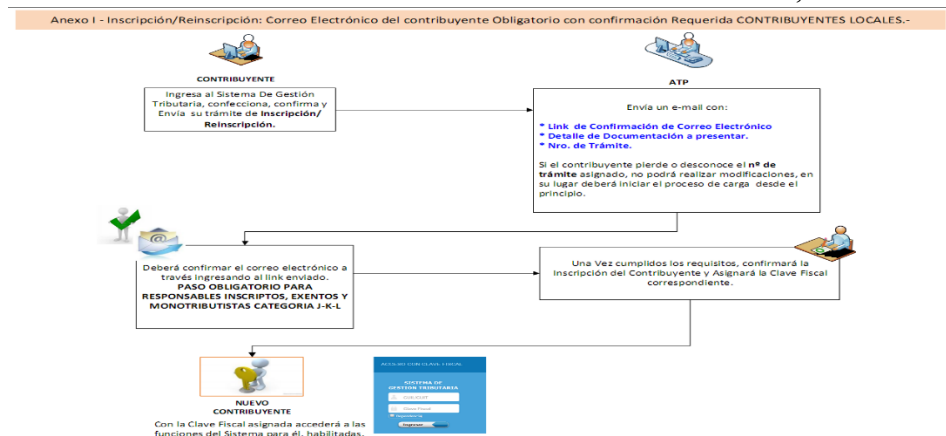 Anexo I - Inscripción/Reinscripción: Correo Electrónico del contribuyente Obligatorio con confirmación Requerida CONTRIBUYENTES LOCALES.-
CONTRIBUYENTE
Ingresa al Sistema De Gestión
Tributaria, confecciona, confirma y
Envía su trámite de Inscripción/
Reinscripción.
ATP
Envía un e-mail con:
* Link de Confirmación de Correo Electrónico
* Detalle de Documentación a presentar.
* Nro. de Trámite.
Si el contribuyente pierde o desconoce el nº de
trámite asignado, no podrá realizar modificaciones, en
su lugar deberá iniciar el proceso de carga desde el
principio.
Deberá confirmar el correo electrónico a
través ingresando al link enviado.
PASO OBLIGATORIO PARA
RESPONSABLES INSCRIPTOS, EXENTOS Y
MONOTRIBUTISTAS CATEGORIA J-K-L
Una Vez cumplidos los requisitos, confirmará la
Inscripción del Contribuyente y Asignará la Clave Fiscal
correspondiente.
NUEVO
CONTRIBUYENTE
Con la Clave Fiscal asignada accederá a las
funciones del Sistema para él, habilitadas.
ACCESO CON CLAVE FISCAL
SISTEMA DE
GESTION TRIBUTARIA
Clave Fiscal
Ingresar